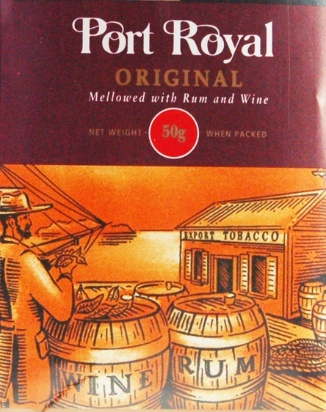 Port Royal
ORIGINAL
Mellowed with Rum and Wine
NET WEIGHT · 50g · WHEN PACKED
EXPORT TOBACCO
WINE
RUM